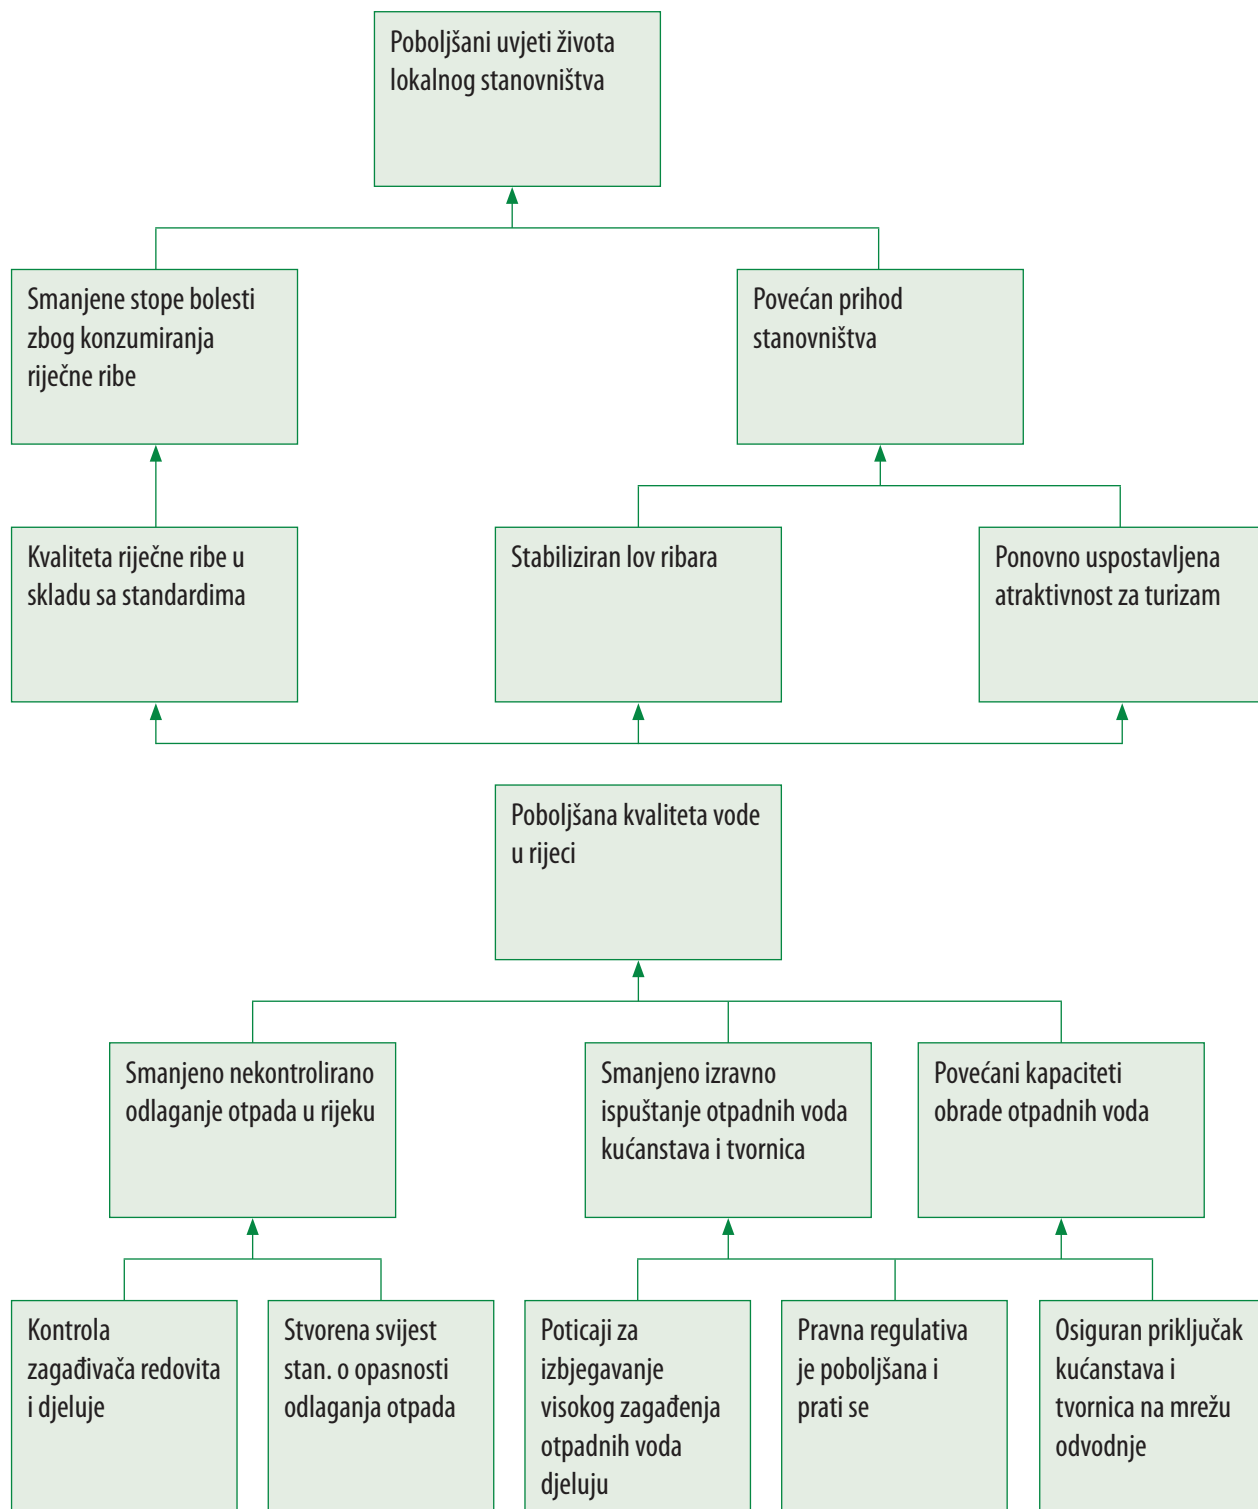 Poboljšani uvjeti života
lokalnog stanovništva
Smanjene stope bolesti
zbog konzumiranja
riječne ribe
Povećan prihod
stanovništva
Kvaliteta riječne ribe u
skladu sa standardima
Stabiliziran lov ribara
Ponovno uspostavljena
atraktivnost za turizam
Poboljšana kvaliteta vode
u rijeci
Smanjeno nekontrolirano
odlaganje otpada u rijeku
Smanjeno izravno
ispuštanje otpadnih voda
kućanstava i tvornica
Povećani kapaciteti
obrade otpadnih voda
Kontrola
zagađivača redovita
i djeluje
Stvorena svijest
stan. o opasnosti
odlaganja otpada
Poticaji za
izbjegavanje
visokog zagađenja
otpadnih voda
djeluju
Pravna regulativa
je poboljšana i
prati se
Osiguran priključak
kućanstava i
tvornica na mrežu
odvodnje